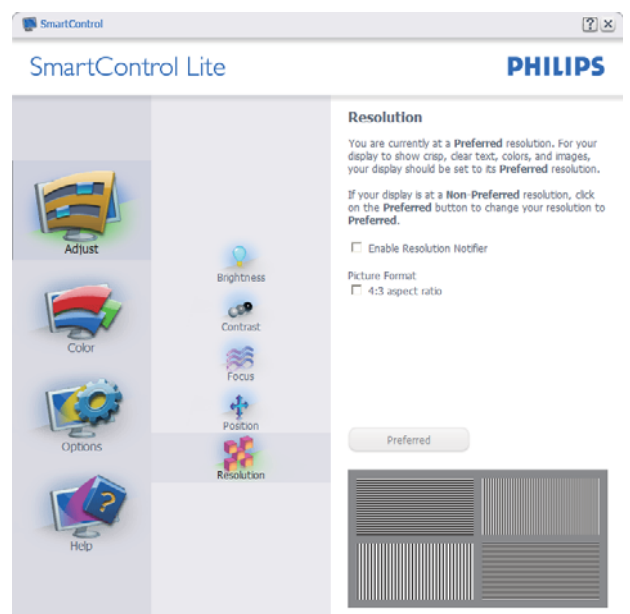 SmartControl
SmartControl Lite
PHILIPS
Adjust
Color
Options
Help
Brightness
Contrast
Focus
Position
Resolution
Resolution
You are currently at a Preferred resolution. For your
display to show crisp, clear text, colors, and images,
your display should be set to its Preferred resolution.
If your display is at a Non-Preferred resolution, click
on the Preferred button to change your resolution to
Preferred.
Enable Resolution Notifier
Picture Format
4:3 aspect ratio
Preferred